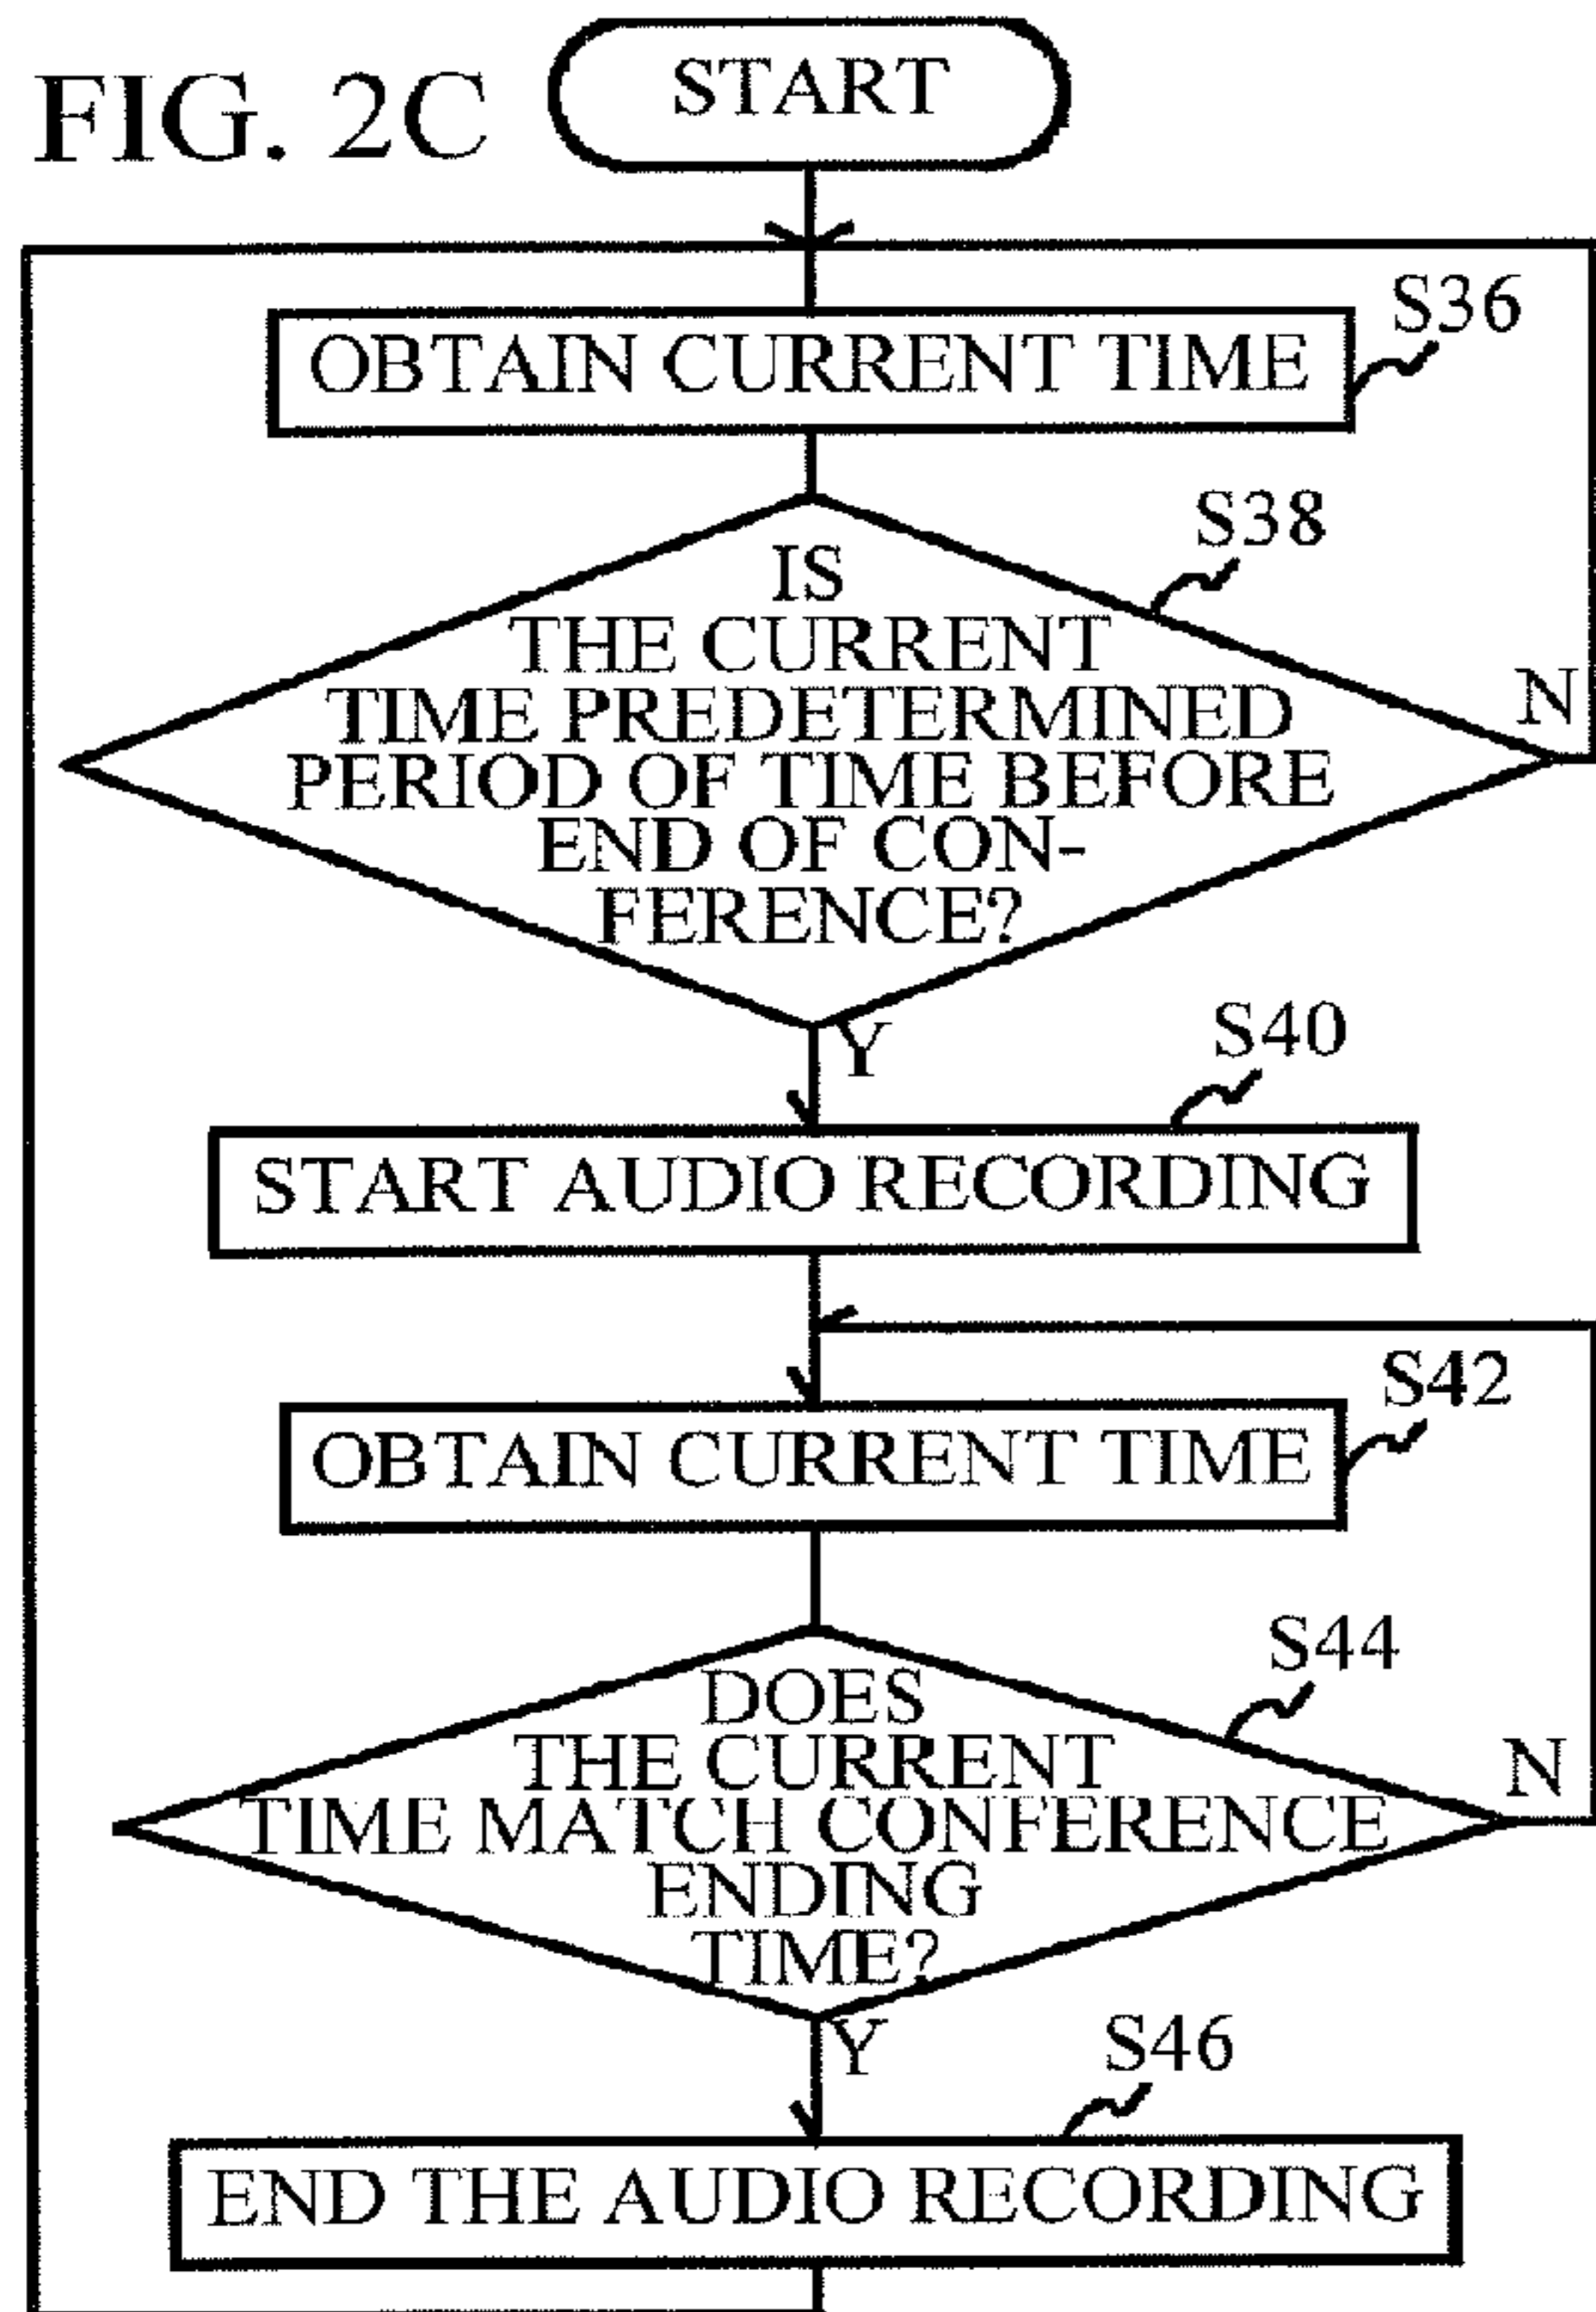 FIG. 2C
START
OBTAIN CURRENT TIME
S36
S38
IS
THE CURRENT
TIME PREDETERMINED
PERIOD OF TIME BEFORE
END OF CON-
FERENCE?
N
Y
S40
START AUDIO RECORDING
S42
OBTAIN CURRENT TIME
S44
DOES
THE CURRENT
TIME MATCH CONFERENCE
ENDING
TIME?
N
Y
S46
END THE AUDIO RECORDING